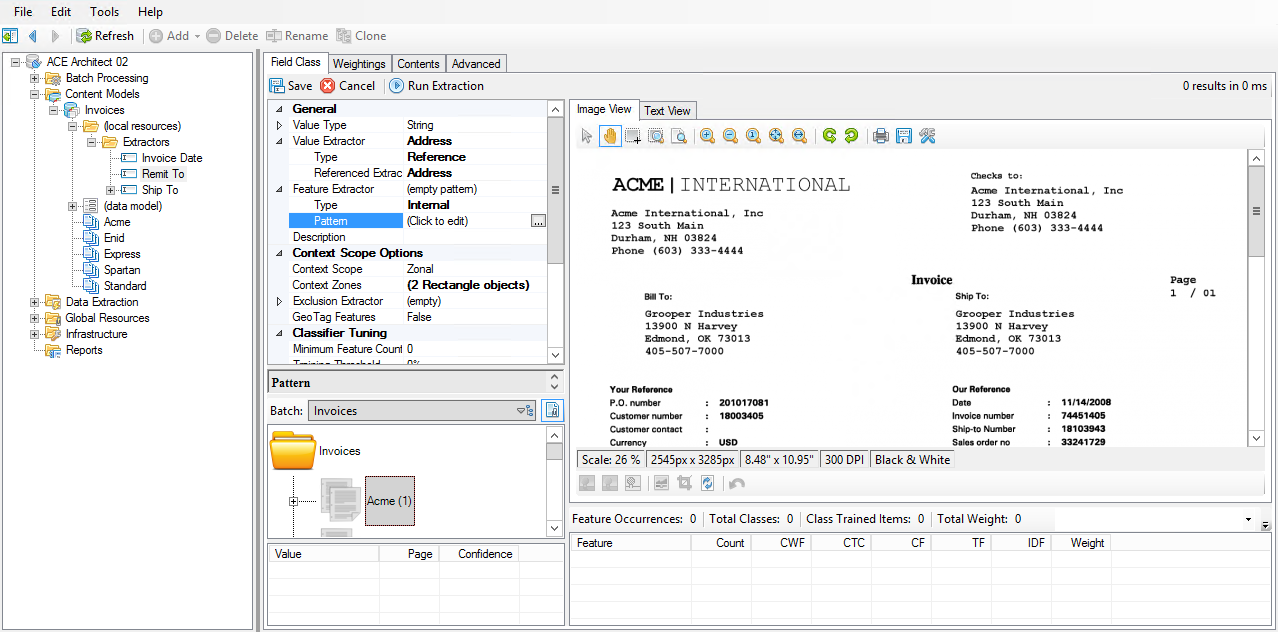 File Edit Tools Help
Refresh Add Delete Rename Clone
ACE Architect 02
Batch Processing
Content Models
Invoices
(local resources)
Extractors
Invoice Date
Remit To
Ship To
(data model)
Acme
Enid
Express
Spartan
Standard
Data Extraction
Global Resources
Infrastructure
Reports
Field Class Weightings Contents Advanced
Save Cancel Run Extraction
0 results in 0 ms
General
Value Type String
Value Extractor Address
Type Reference
Referenced Extrac Address
Feature Extractor (empty pattern)
Type Internal
Pattern (Click to edit) ...
Description
Context Scope Options
Context Scope Zonal
Context Zones (2 Rectangle objects)
Exclusion Extractor (empty)
GeoTag Features False
Classifier Tuning
Minimum Feature Count 0
Training Threshold 0%
Pattern
Batch: Invoices
Invoices
Acme (1)
Value Page Confidence
Image View Text View
ACME|INTERNATIONAL
Acme International, Inc
123 South Main
Durham, NH 03824
Phone (603) 333-4444
Checks to:
Acme International, Inc
123 South Main
Durham, NH 03824
Phone (603) 333-4444
Invoice
Page
1 / 01
Bill To:
Grooper Industries
13900 N Harvey
Edmond, OK 73013
405-507-7000
Ship To:
Grooper Industries
13900 N Harvey
Edmond, OK 73013
405-507-7000
Your Reference
P.O. number : 201017081
Customer number : 18003405
Customer contact :
Currency : USD
Our Reference
Date : 11/14/2008
Invoice number : 74451405
Ship-to Number : 18103943
Sales order no : 33241729
Scale: 26 % 2545px x 3285px 8.48" x 10.95" 300 DPI Black & White
Feature Occurrences: 0 Total Classes: 0 Class Trained Items: 0 Total Weight: 0
Feature Count CWF CTC CF TF IDF Weight